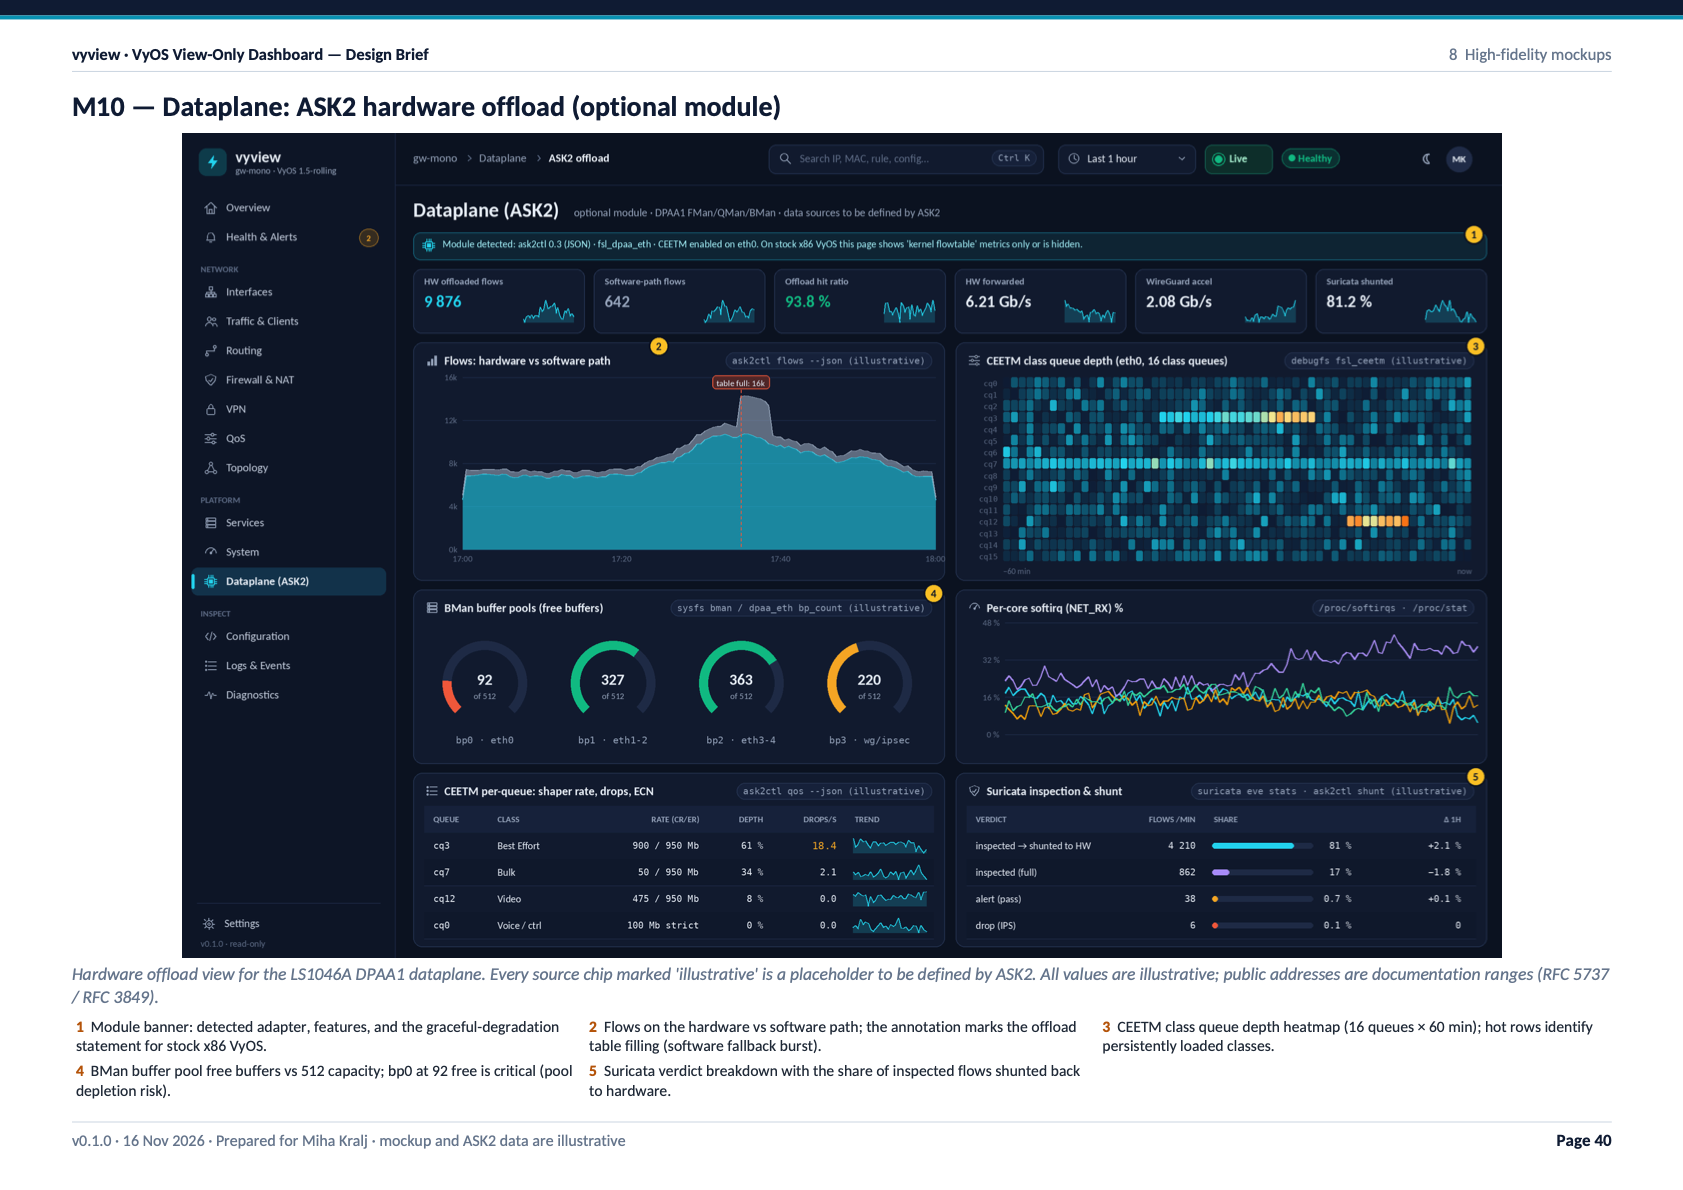 vyview · VyOS View-Only Dashboard — Design Brief
8 High-fidelity mockups
M10 — Dataplane: ASK2 hardware offload (optional module)
vyview
gw-mono · VyOS 1.5-rolling
Overview
Health & Alerts
2
NETWORK
Interfaces
Traffic & Clients
Routing
Firewall & NAT
VPN
QoS
Topology
PLATFORM
Services
System
Dataplane (ASK2)
INSPECT
Configuration
Logs & Events
Diagnostics
Settings
v0.1.0 · read-only
gw-mono > Dataplane > ASK2 offload
Search IP, MAC, rule, config...
Ctrl K
Last 1 hour
Live
Healthy
MK
Dataplane (ASK2)
optional module · DPAA1 FMan/QMan/BMan · data sources to be defined by ASK2
Module detected: ask2ctl 0.3 (JSON) · fsl_dpaa_eth · CEETM enabled on eth0. On stock x86 VyOS this page shows 'kernel flowtable' metrics only or is hidden.
1
HW offloaded flows
9 876
Software-path flows
642
Offload hit ratio
93.8 %
HW forwarded
6.21 Gb/s
WireGuard accel
2.08 Gb/s
Suricata shunted
81.2 %
Flows: hardware vs software path
2
ask2ctl flows --json (illustrative)
table full: 16k
16k
12k
8k
4k
0k
17:00
17:20
17:40
18:00
CEETM class queue depth (eth0, 16 class queues)
debugfs fsl_ceetm (illustrative)
3
cq0
cq1
cq2
cq3
cq4
cq5
cq6
cq7
cq8
cq9
cq10
cq11
cq12
cq13
cq14
cq15
−60 min
now
BMan buffer pools (free buffers)
sysfs bman / dpaa_eth bp_count (illustrative)
4
92
of 512
bp0 · eth0
327
of 512
bp1 · eth1-2
363
of 512
bp2 · eth3-4
220
of 512
bp3 · wg/ipsec
Per-core softirq (NET_RX) %
/proc/softirqs · /proc/stat
48 %
32 %
16 %
0 %
CEETM per-queue: shaper rate, drops, ECN
ask2ctl qos --json (illustrative)
QUEUE CLASS RATE (CR/ER) DEPTH DROPS/S TREND
cq3 Best Effort 900 / 950 Mb 61 % 18.4
cq7 Bulk 50 / 950 Mb 34 % 2.1
cq12 Video 475 / 950 Mb 8 % 0.0
cq0 Voice / ctrl 100 Mb strict 0 % 0.0
Suricata inspection & shunt
suricata eve stats · ask2ctl shunt (illustrative)
5
VERDICT FLOWS /MIN SHARE Δ 1H
inspected → shunted to HW 4 210 81 % +2.1 %
inspected (full) 862 17 % −1.8 %
alert (pass) 38 0.7 % +0.1 %
drop (IPS) 6 0.1 % 0
Hardware offload view for the LS1046A DPAA1 dataplane. Every source chip marked 'illustrative' is a placeholder to be defined by ASK2. All values are illustrative; public addresses are documentation ranges (RFC 5737
/ RFC 3849).
1 Module banner: detected adapter, features, and the graceful-degradation
statement for stock x86 VyOS.
2 Flows on the hardware vs software path; the annotation marks the offload
table filling (software fallback burst).
3 CEETM class queue depth heatmap (16 queues × 60 min); hot rows identify
persistently loaded classes.
4 BMan buffer pool free buffers vs 512 capacity; bp0 at 92 free is critical (pool
depletion risk).
5 Suricata verdict breakdown with the share of inspected flows shunted back
to hardware.
v0.1.0 · 16 Nov 2026 · Prepared for Miha Kralj · mockup and ASK2 data are illustrative
Page 40